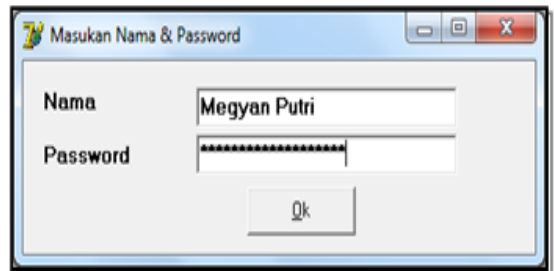 Masukan Nama & Password
Nama
Megyan Putri
Password
*******************
Ok